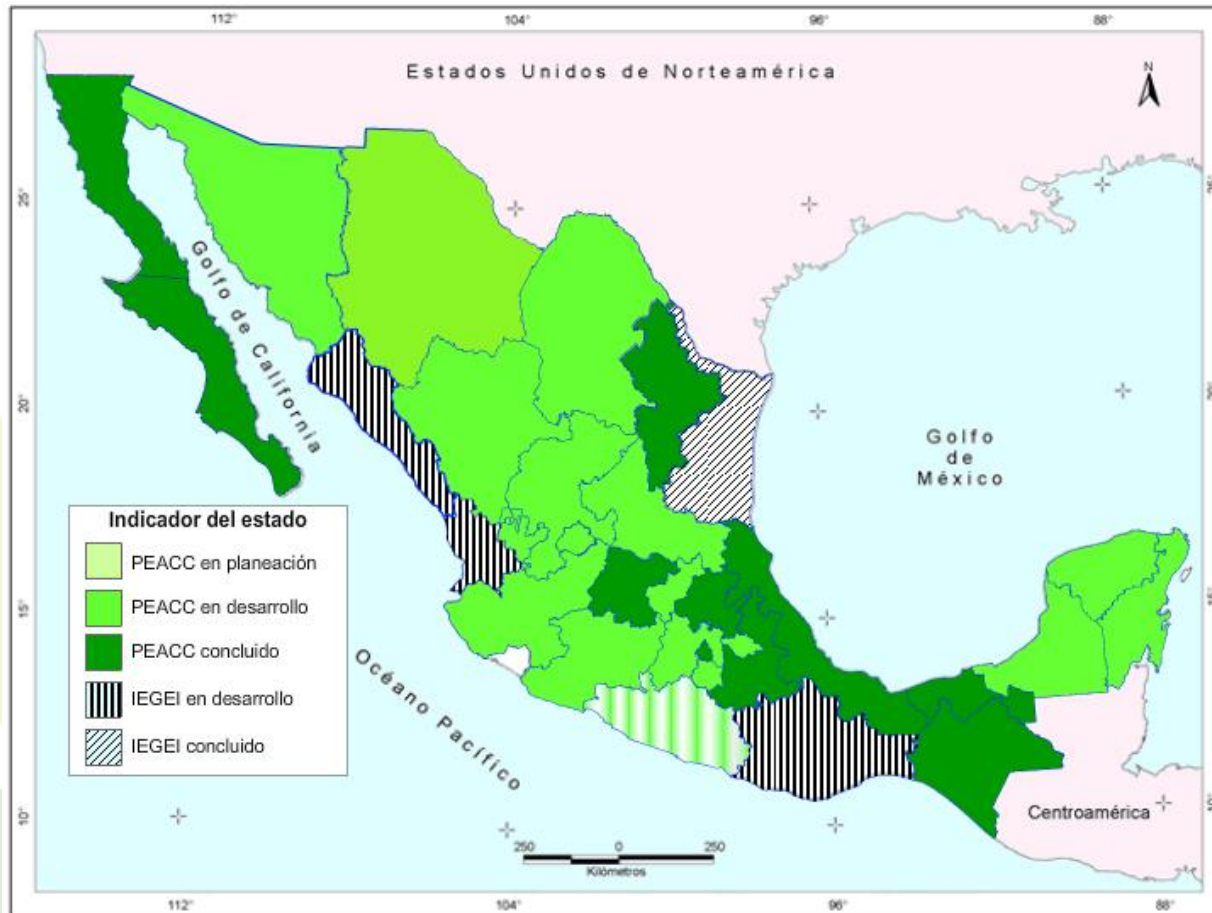 112°
104°
96°
88°
Estados Unidos de Norteamérica
N
25°
25°
Golfo de California
20°
Golfo
de
México
Indicador del estado
PEACC en planeación
PEACC en desarrollo
PEACC concluido
IEGEI en desarrollo
IEGEI concluido
15°
Océano Pacífico
10°
Centroamérica
250
0
250
Kilómetros
112°
104°
96°
88°